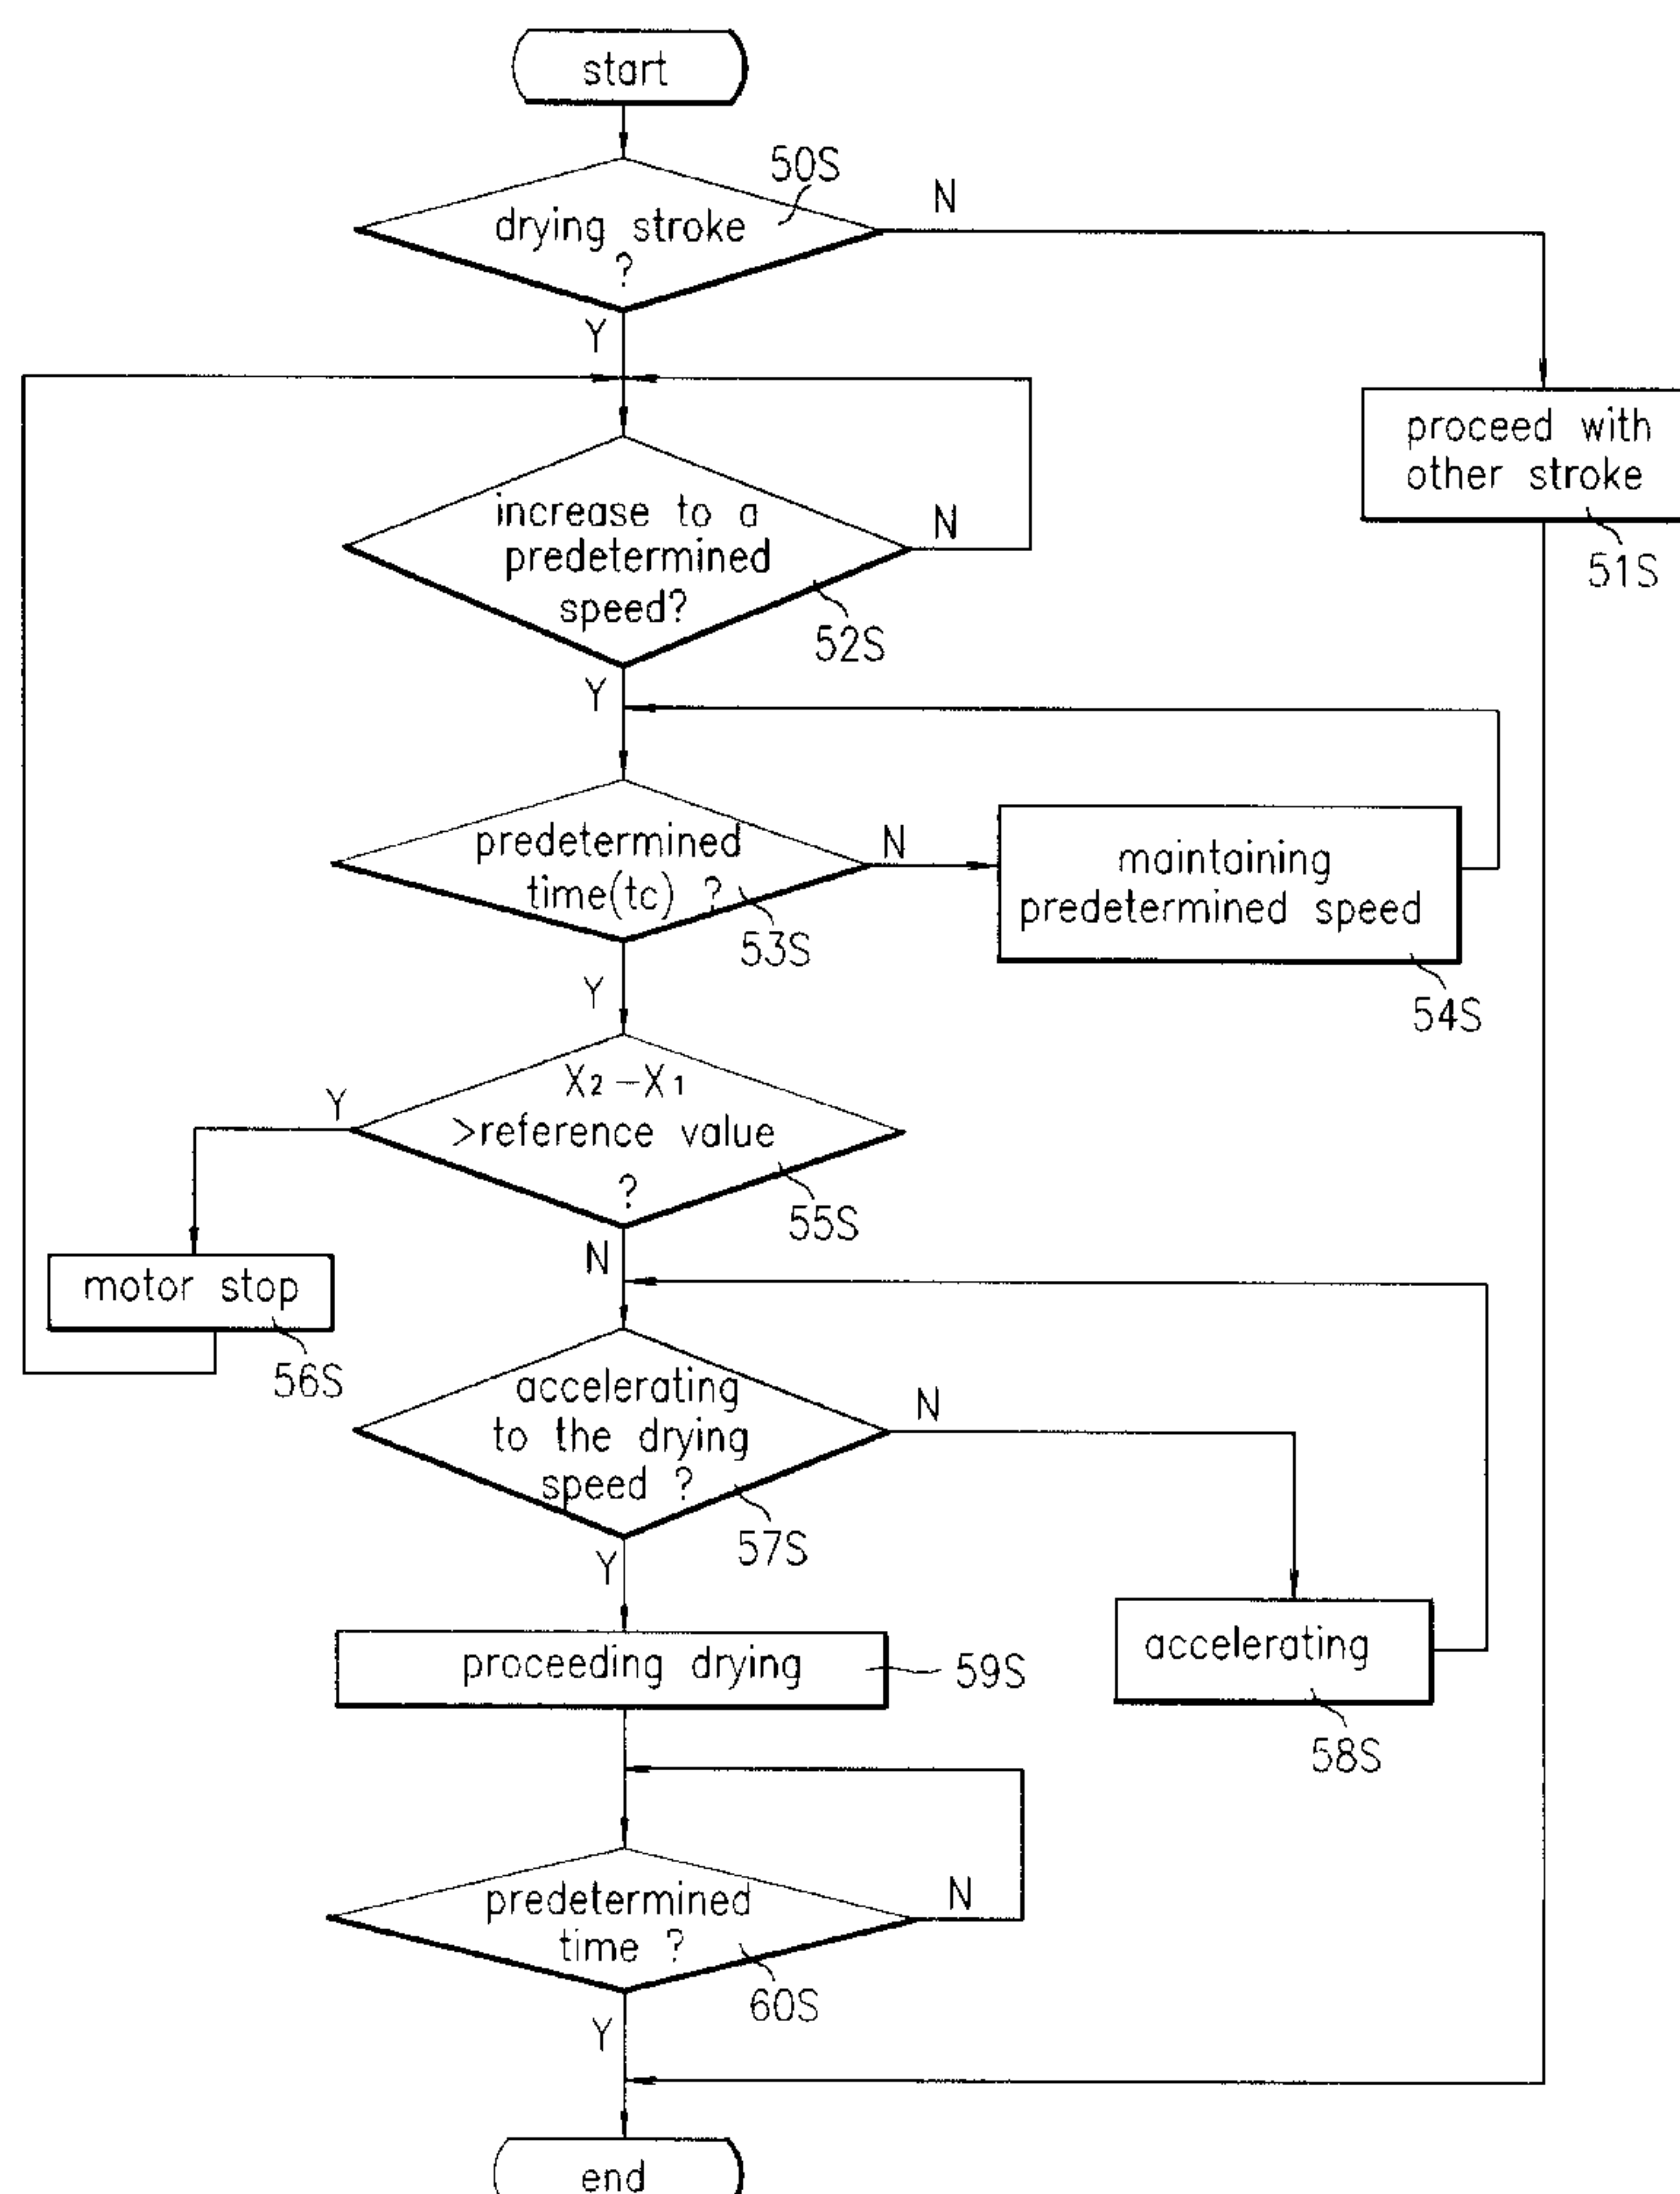 start
50S
N
drying stroke
?
Y
proceed with
other stroke
51S
increase to a
predetermined
speed?
N
52S
Y
predetermined
time(tc) ?
N
53S
maintaining
predetermined speed
54S
Y
X2-X1
>reference value
?
Y
55S
N
motor stop
56S
accelerating
to the drying
speed ?
N
57S
Y
accelerating
58S
proceeding drying
59S
predetermined
time ?
N
60S
Y
end